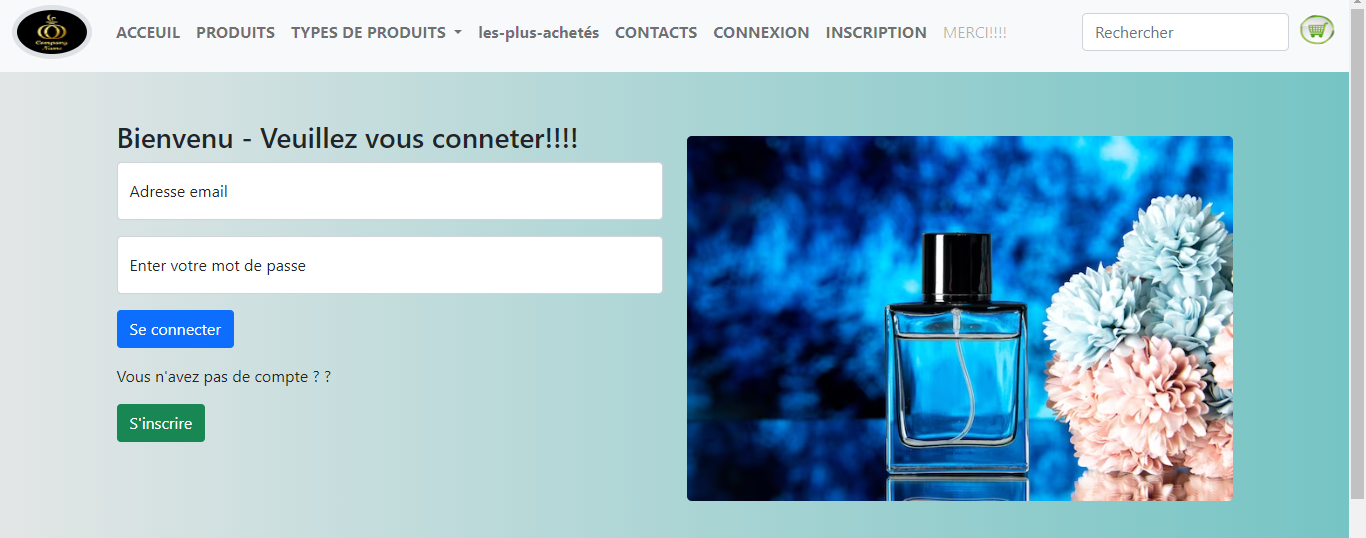 Company
Name
ACCEUIL PRODUITS TYPES DE PRODUITS les-plus-achetés CONTACTS CONNEXION INSCRIPTION MERCI!!!! Rechercher
Bienvenu - Veuillez vous conneter!!!!
Adresse email
Enter votre mot de passe
Se connecter
Vous n'avez pas de compte ? ?
S'inscrire